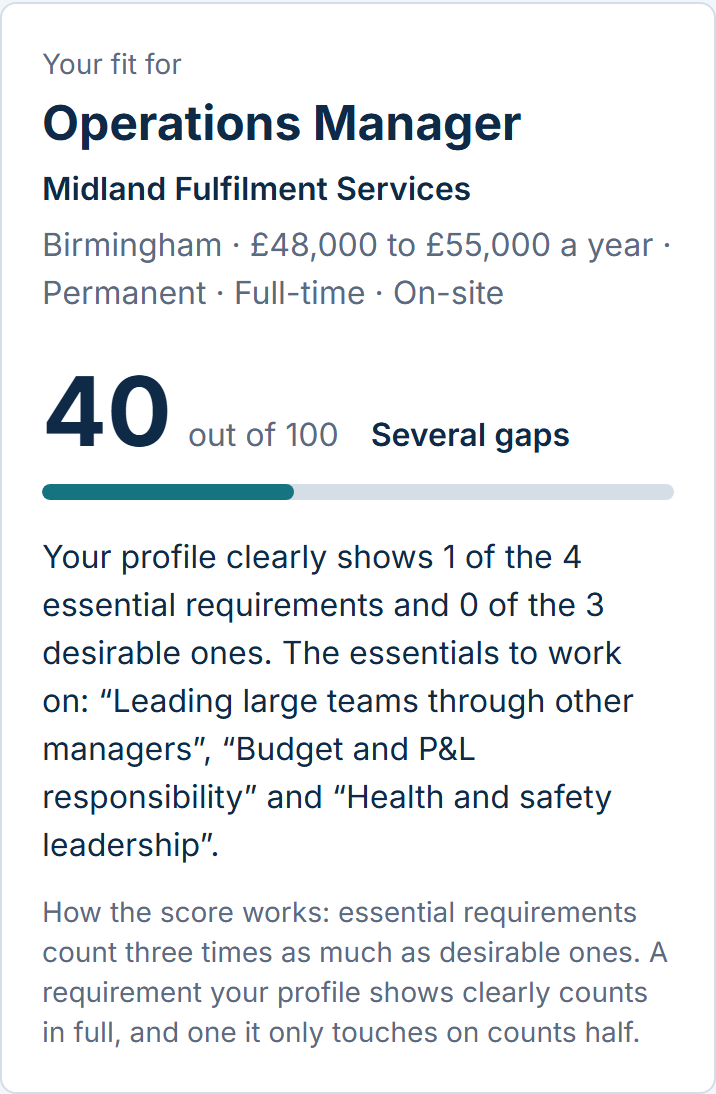 Your fit for
Operations Manager
Midland Fulfilment Services
Birmingham · £48,000 to £55,000 a year ·
Permanent · Full-time · On-site
40 out of 100 Several gaps
Your profile clearly shows 1 of the 4
essential requirements and 0 of the 3
desirable ones. The essentials to work
on: “Leading large teams through other
managers”, “Budget and P&L
responsibility” and “Health and safety
leadership”.
How the score works: essential requirements
count three times as much as desirable ones. A
requirement your profile shows clearly counts
in full, and one it only touches on counts half.